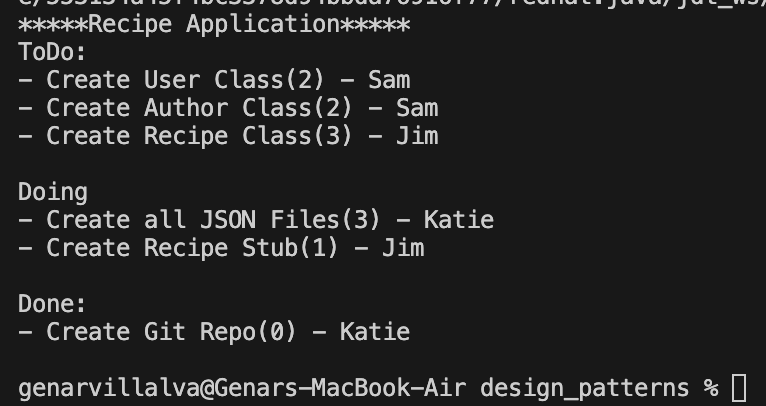 *****Recipe Application*****
ToDo:
- Create User Class(2) - Sam
- Create Author Class(2) - Sam
- Create Recipe Class(3) - Jim
Doing
- Create all JSON Files(3) - Katie
- Create Recipe Stub(1) - Jim
Done:
- Create Git Repo(0) - Katie
genarvillalva@Genars-MacBook-Air design_patterns %